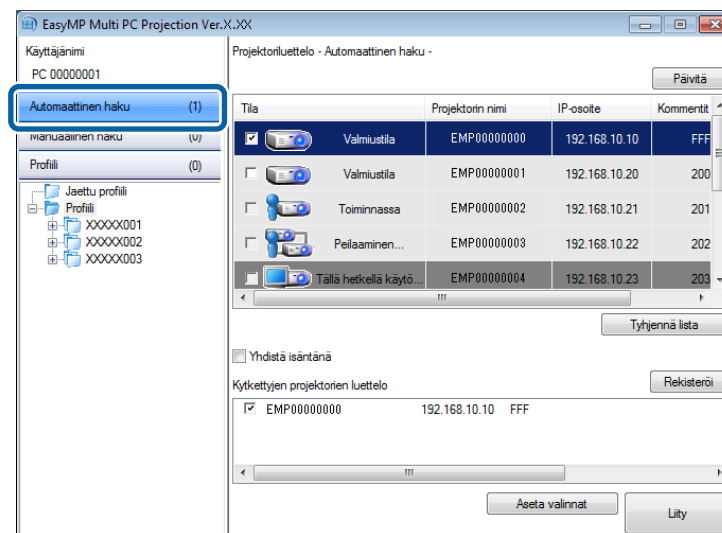 EasyMP Multi PC Projection Ver.X.XX
Käyttäjänimi
PC 00000001
Automaattinen haku (1)
Manuaalinen haku (0)
Profiili (0)
Jaettu profiili
Profiili
XXXXX001
XXXXX002
XXXXX003
Projektoriluettelo - Automaattinen haku -
Päivitä
Tila Projektorin nimi IP-osoite Kommentit
Valmiustila EMP00000000 192.168.10.10 FFF
Valmiustila EMP00000001 192.168.10.20 200
Toiminnassa EMP00000002 192.168.10.21 201
Peilaaminen... EMP00000003 192.168.10.22 202
Tällä hetkellä käytö... EMP00000004 192.168.10.23 203
Tyhjennä lista
Yhdistä isäntänä
Kytkettyjen projektorien luettelo
Rekisteröi
EMP00000000 192.168.10.10 FFF
Aseta valinnat
Liity